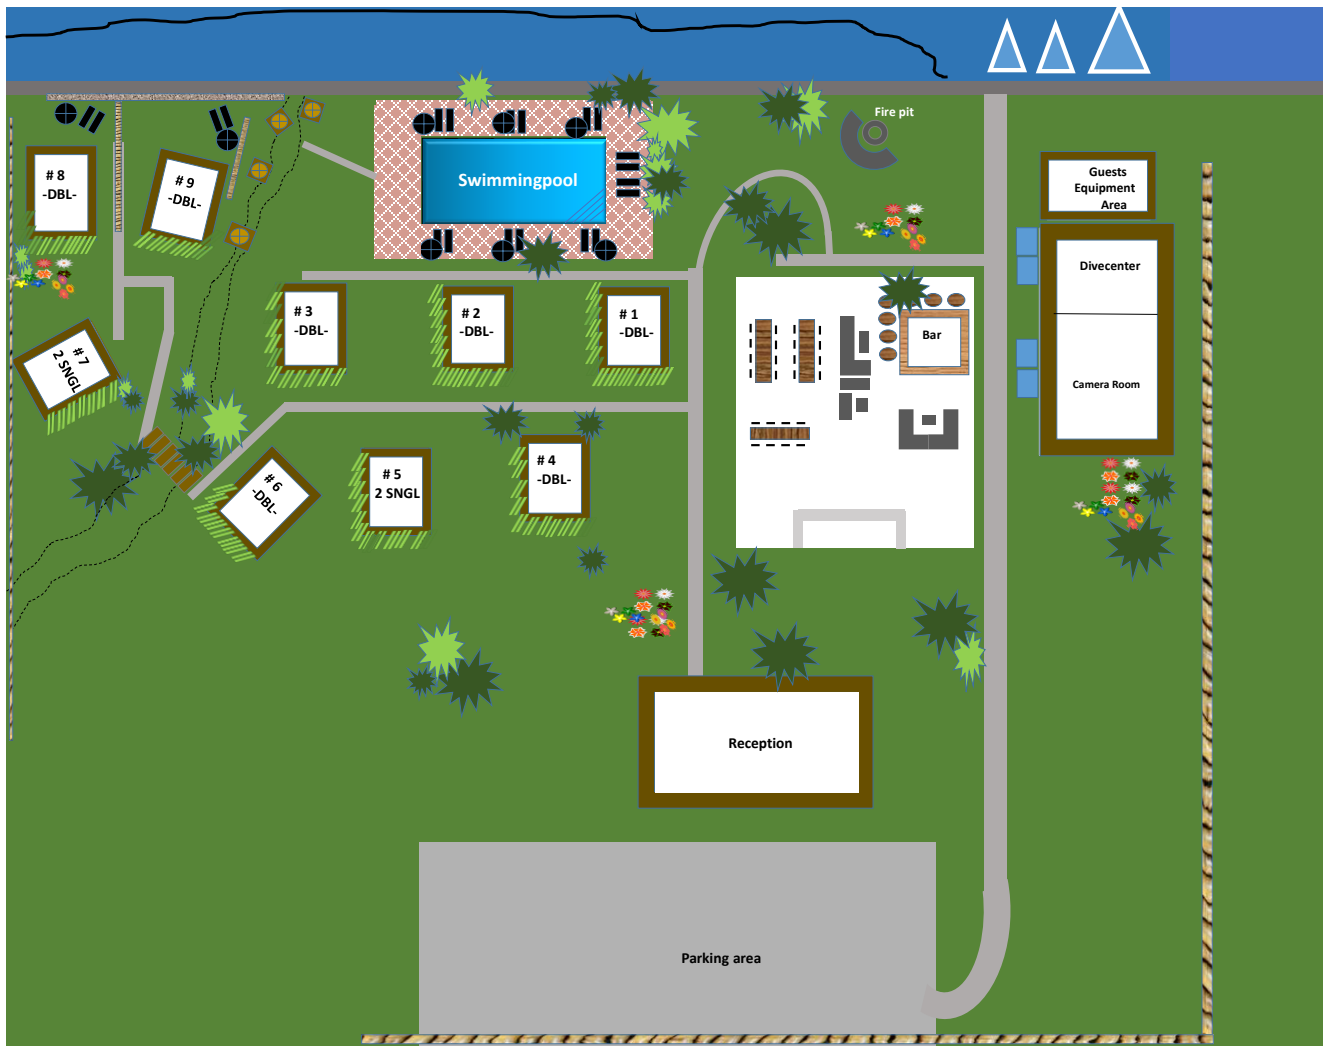 Fire pit
Guests
Equipment
Area
# 8
-DBL-
# 9
-DBL-
Swimmingpool
Divecenter
# 3
-DBL-
# 2
-DBL-
# 1
-DBL-
Bar
# 7
2 SNGL
Camera Room
# 6
-DBL-
# 5
2 SNGL
# 4
-DBL-
Reception
Parking area